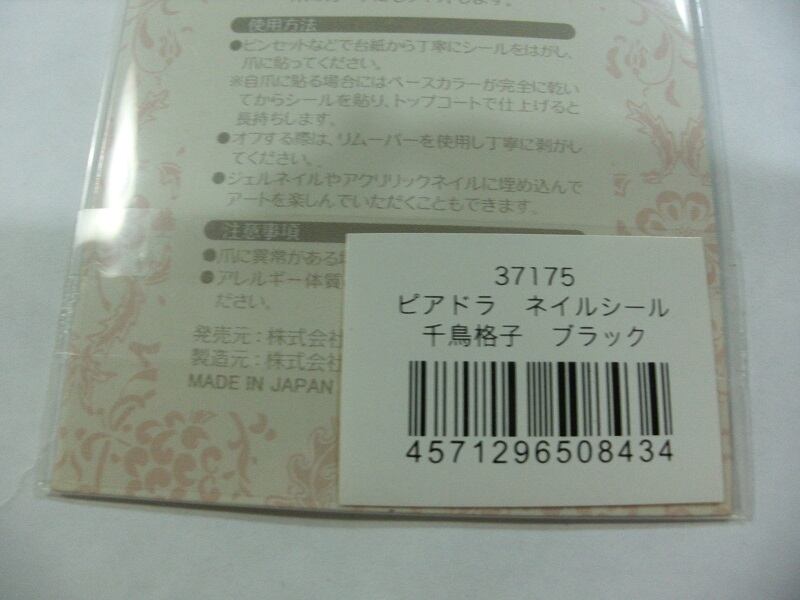 使用方法
●ピンセットなどで台紙から丁寧にシールをはがし、
爪に貼ってください。
※自爪に貼る場合にはベースカラーが完全に乾い
てからシールを貼り、トップコートで仕上げると
長持ちします。
●オフする際は、リムーバーを使用し丁寧に剥がし
てください。
●ジェルネイルやアクリリックネイルに埋め込んで
アートを楽しんでいただくこともできます。
注意事項
●爪に異常がある
●アレルギー体質
ださい。
発売元：株式会社
製造元：株式会社
MADE IN JAPAN
37175
ピアドラ　ネイルシール
千鳥格子　ブラック
4571296508434